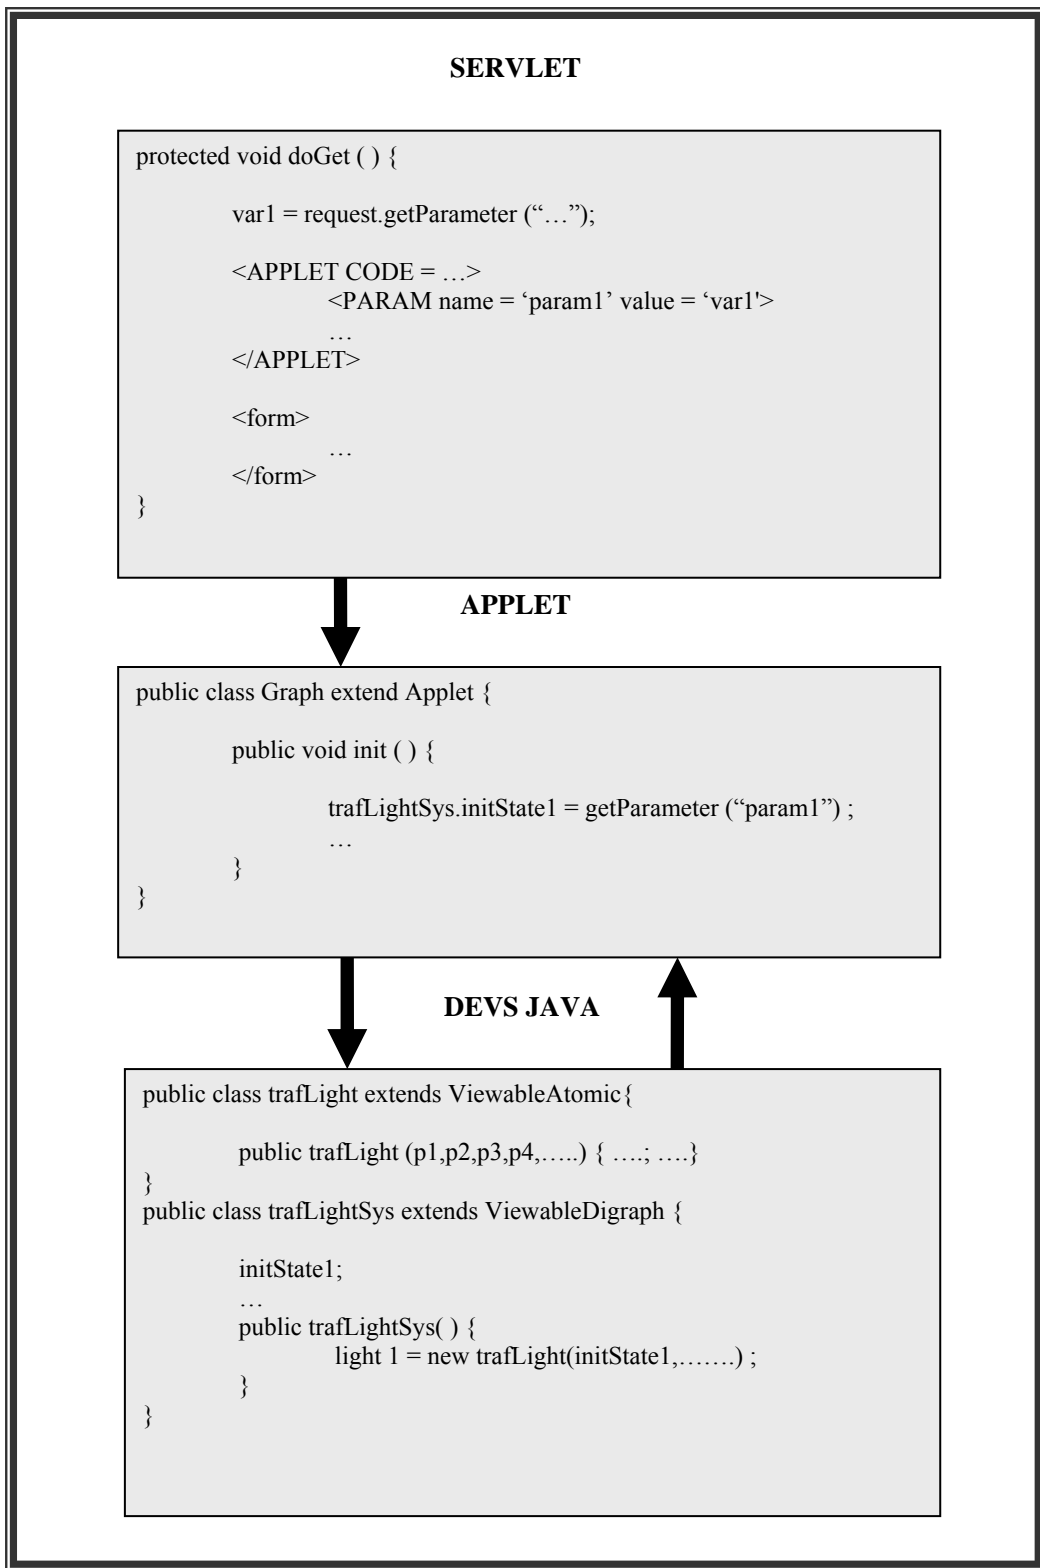 SERVLET
protected void doGet ( ) {
var1 = request.getParameter (“…”);
<APPLET CODE = …>
<PARAM name = ‘param1’ value = ‘var1'>
…
</APPLET>
<form>
…
</form>
}
APPLET
public class Graph extend Applet {
public void init ( ) {
trafLightSys.initState1 = getParameter (“param1”) ;
…
}
}
DEVS JAVA
public class trafLight extends ViewableAtomic{
public trafLight (p1,p2,p3,p4,…..) { ….; ….}
}
public class trafLightSys extends ViewableDigraph {
initState1;
…
public trafLightSys( ) {
light 1 = new trafLight(initState1,…….) ;
}
}